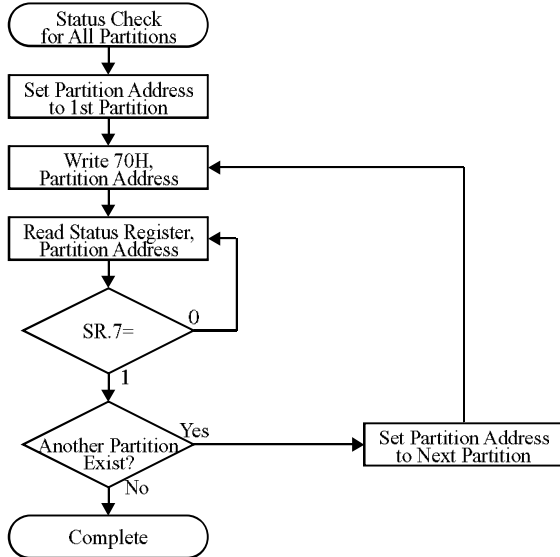 Status Check
for All Partitions
Set Partition Address
to 1st Partition
Write 70H,
Partition Address
Read Status Register,
Partition Address
SR.7=
0
1
Another Partition
Exist?
Yes
Set Partition Address
to Next Partition
No
Complete